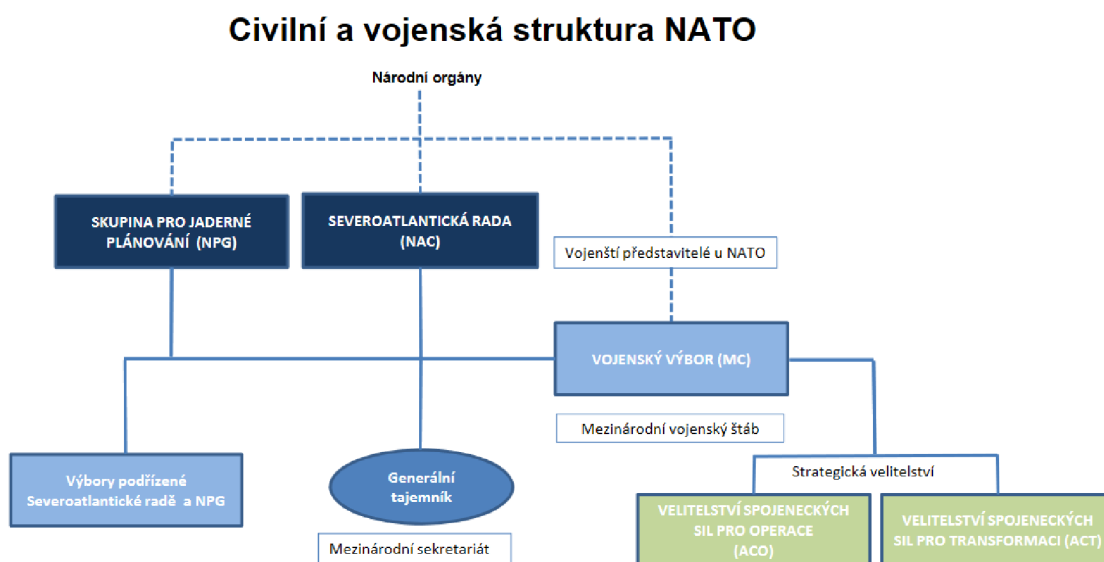 Civilní a vojenská struktura NATO
Národní orgány
SKUPINA PRO JADERNÉ
PLÁNOVÁNÍ (NPG)
SEVEROATLANTICKÁ RADA
(NAC)
Vojenští představitelé u NATO
VOJENSKÝ VÝBOR (MC)
Mezinárodní vojenský štáb
Výbory podřízené
Severoatlantické radě a NPG
Generální
tajemník
Mezinárodní sekretariát
Strategická velitelství
VELITELSTVÍ SPOJENECKÝCH
SIL PRO OPERACE
(ACO)
VELITELSTVÍ SPOJENECKÝCH
SIL PRO TRANSFORMACI (ACT)